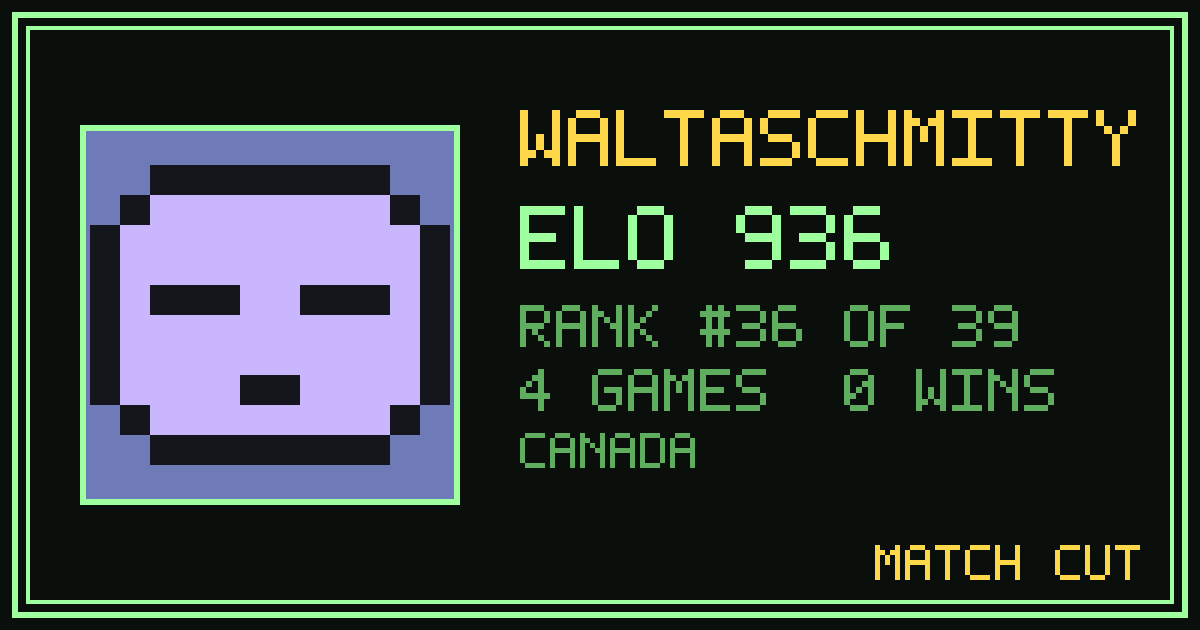 WALTASCHMITTY
ELO 936
RANK #36 OF 39
4 GAMES 0 WINS
CANADA
MATCH CUT